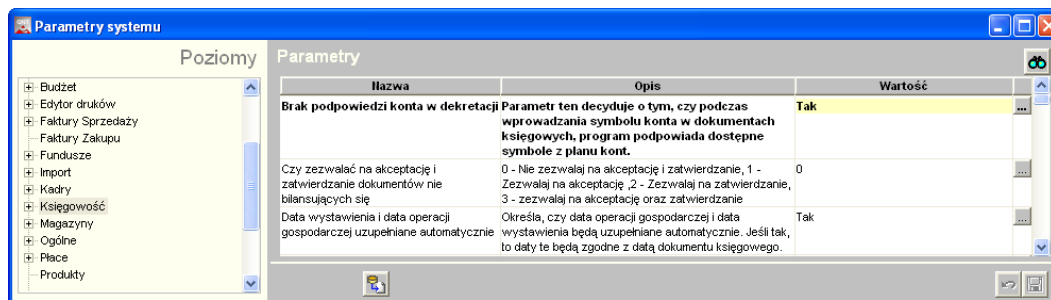 Parametry systemu
Poziomy
Budżet
Edytor druków
Faktury Sprzedaży
Faktury Zakupu
Fundusze
Import
Kadry
Księgowość
Magazyny
Ogólne
Płace
Produkty
Parametry
Nazwa Opis Wartość
Brak podpowiedzi konta w dekretacji Parametr ten decyduje o tym, czy podczas Tak
wprowadzania symbolu konta w dokumentach
księgowych, program podpowiada dostępne
symbole z planu kont.
Czy zezwalać na akceptację i 0 - Nie zezwalaj na akceptację i zatwierdzanie, 1 - 0
zatwierdzanie dokumentów nie Zezwalaj na akceptację ,2 - Zezwalaj na zatwierdzanie,
bilansujących się 3 - zezwalaj na akceptację oraz zatwierdzanie
Data wystawienia i data operacji Określa, czy data operacji gospodarczej i data Tak
gospodarczej uzupełniane automatycznie wystawienia będą uzupełniane automatycznie. Jeśli tak,
to daty te będą zgodne z datą dokumentu księgowego.